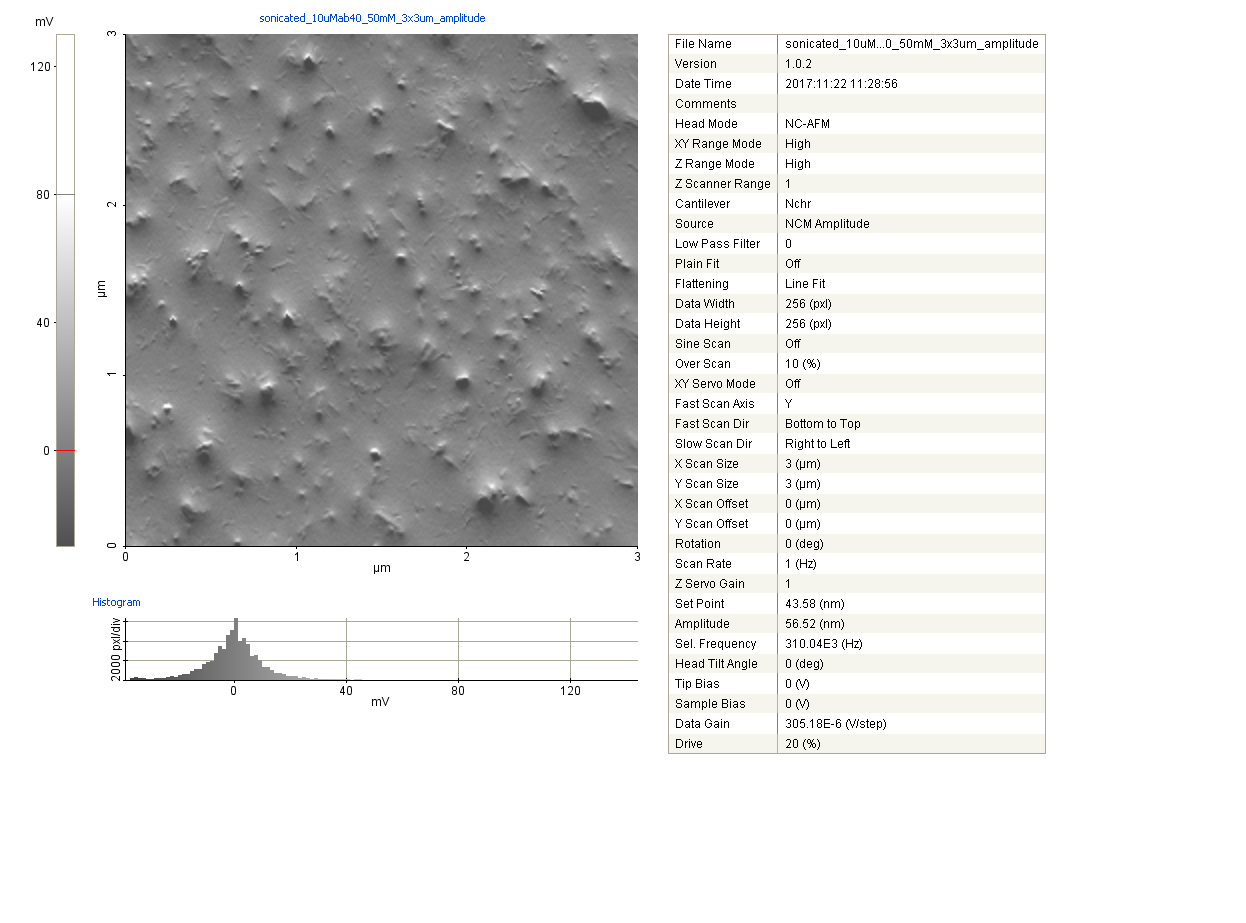 sonicated_10uMab40_50mM_3x3um_amplitude
mV
120
80
40
0
3
2
1
0
µm
0
1
2
3
µm
Histogram
2000 pxl/div
0
40
80
120
mV
File Name sonicated_10uM...0_50mM_3x3um_amplitude
Version 1.0.2
Date Time 2017:11:22 11:28:56
Comments
Head Mode NC-AFM
XY Range Mode High
Z Range Mode High
Z Scanner Range 1
Cantilever Nchr
Source NCM Amplitude
Low Pass Filter 0
Plain Fit Off
Flattening Line Fit
Data Width 256 (pxl)
Data Height 256 (pxl)
Sine Scan Off
Over Scan 10 (%)
XY Servo Mode Off
Fast Scan Axis Y
Fast Scan Dir Bottom to Top
Slow Scan Dir Right to Left
X Scan Size 3 (µm)
Y Scan Size 3 (µm)
X Scan Offset 0 (µm)
Y Scan Offset 0 (µm)
Rotation 0 (deg)
Scan Rate 1 (Hz)
Z Servo Gain 1
Set Point 43.58 (nm)
Amplitude 56.52 (nm)
Sel. Frequency 310.04E3 (Hz)
Head Tilt Angle 0 (deg)
Tip Bias 0 (V)
Sample Bias 0 (V)
Data Gain 305.18E-6 (V/step)
Drive 20 (%)